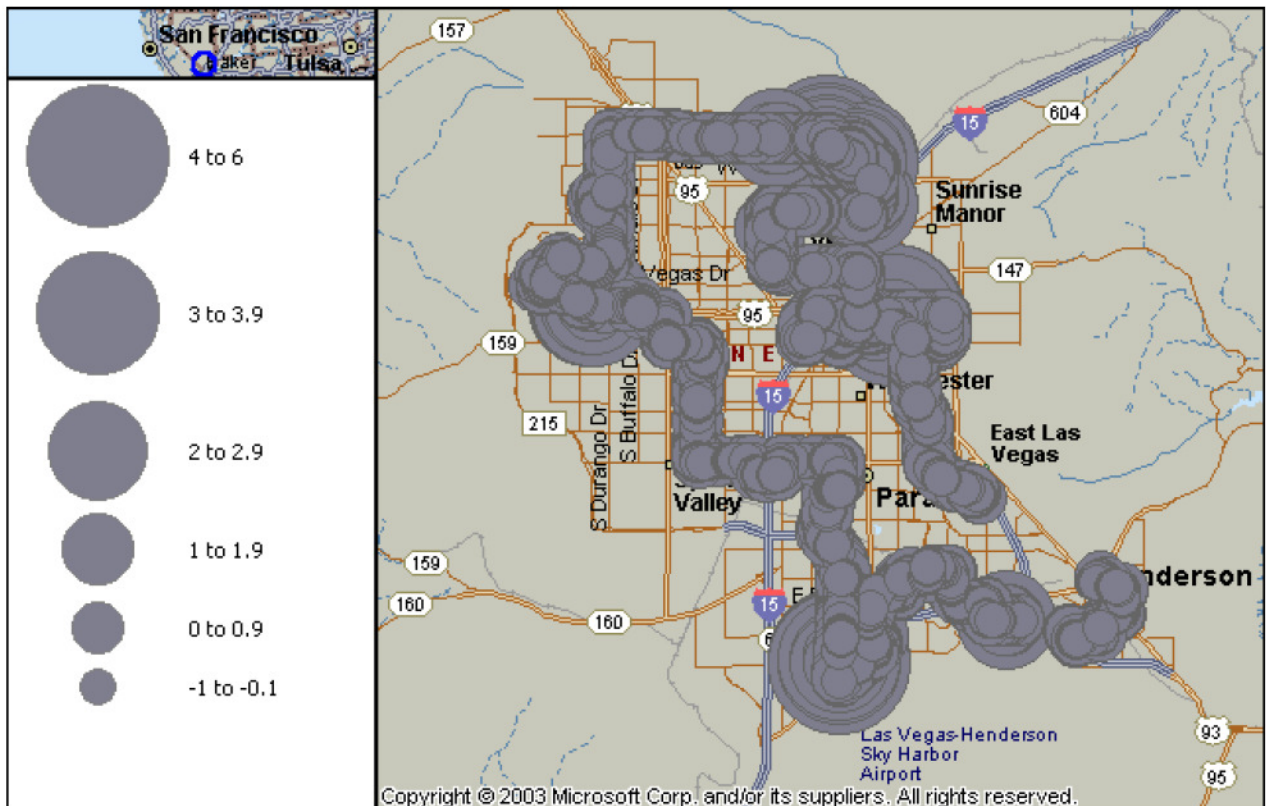 San Francisco
Baker Tulsa
4 to 6
3 to 3.9
2 to 2.9
1 to 1.9
0 to 0.9
-1 to -0.1
157
15
604
95
Sunrise
Manor
147
Vegas Dr
95
159
N E
15
ester
215
S Buffalo D
S Durango Dr
East Las
Vegas
Valley
Para
159
160
160
15
nderson
Las Vegas-Henderson
Sky Harbor
Airport
93
95
Copyright © 2003 Microsoft Corp. and/or its suppliers. All rights reserved.